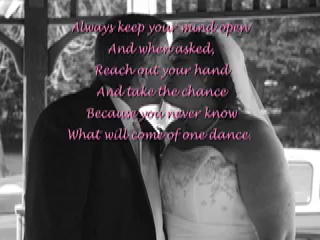 Always keep your mind open
And when asked,
Reach out your hand
And take the chance
Because you never know
What will come of one dance.